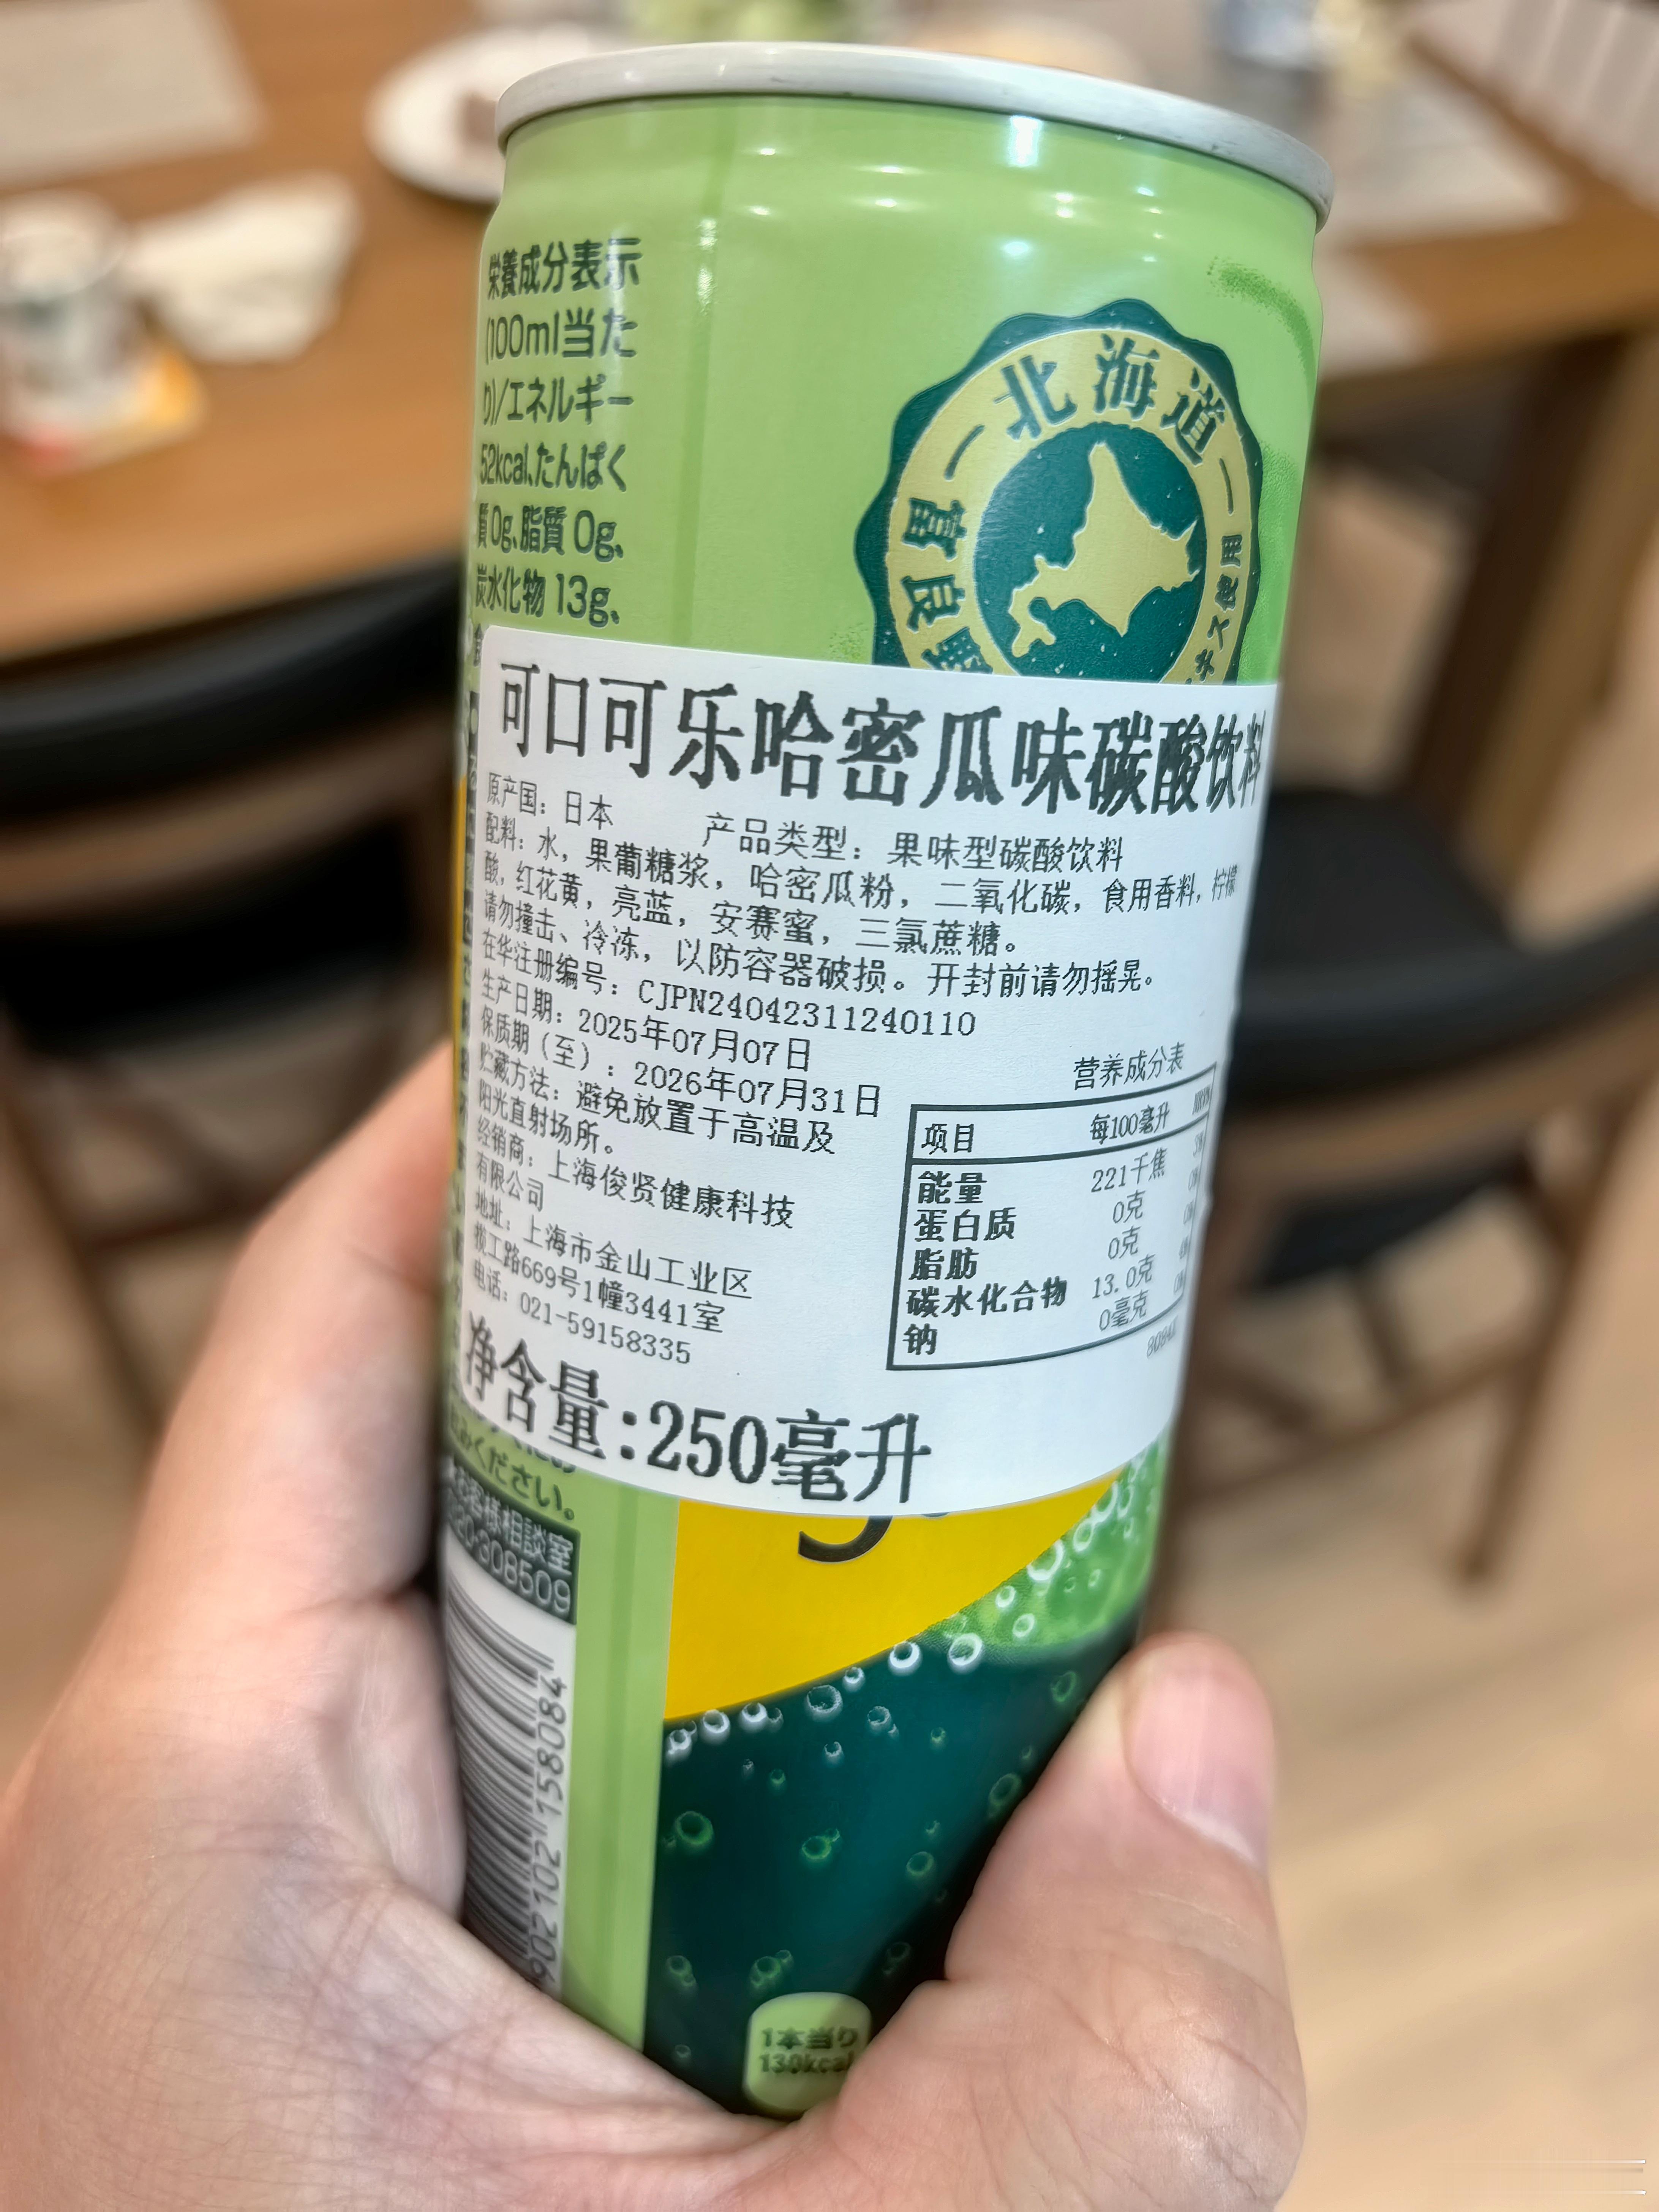 栄養成分表示
(100ml当た
り)/エネルギー
52kcal、たんぱく
質0g、脂質0g、
炭水化物13g、
北海道
富良野
使用
可口可乐哈密瓜味碳酸饮料
原产国：日本 产品类型：果味型碳酸饮料
配料：水，果葡糖浆，哈密瓜粉，二氧化碳，食用香料，柠檬
酸，红花黄，亮蓝，安赛蜜，三氯蔗糖。
请勿撞击、冷冻，以防容器破损。开封前请勿摇晃。
在华注册编号：CJPN24042311240110
生产日期：2025年07月07日
保质期（至）：2026年07月31日
贮藏方法：避免放置于高温及
阳光直射场所。
经销商：上海俊贤健康科技
有限公司
地址：上海市金山工业区
揆工路669号1幢3441室
电话：021-59158335
净含量:250毫升
营养成分表
项目 每100毫升
能量 221千焦
蛋白质 0克
脂肪 0克
碳水化合物 13.0克
钠 0毫克
ください。
様相談室
308509
902102 158084
1本当り
130kcal